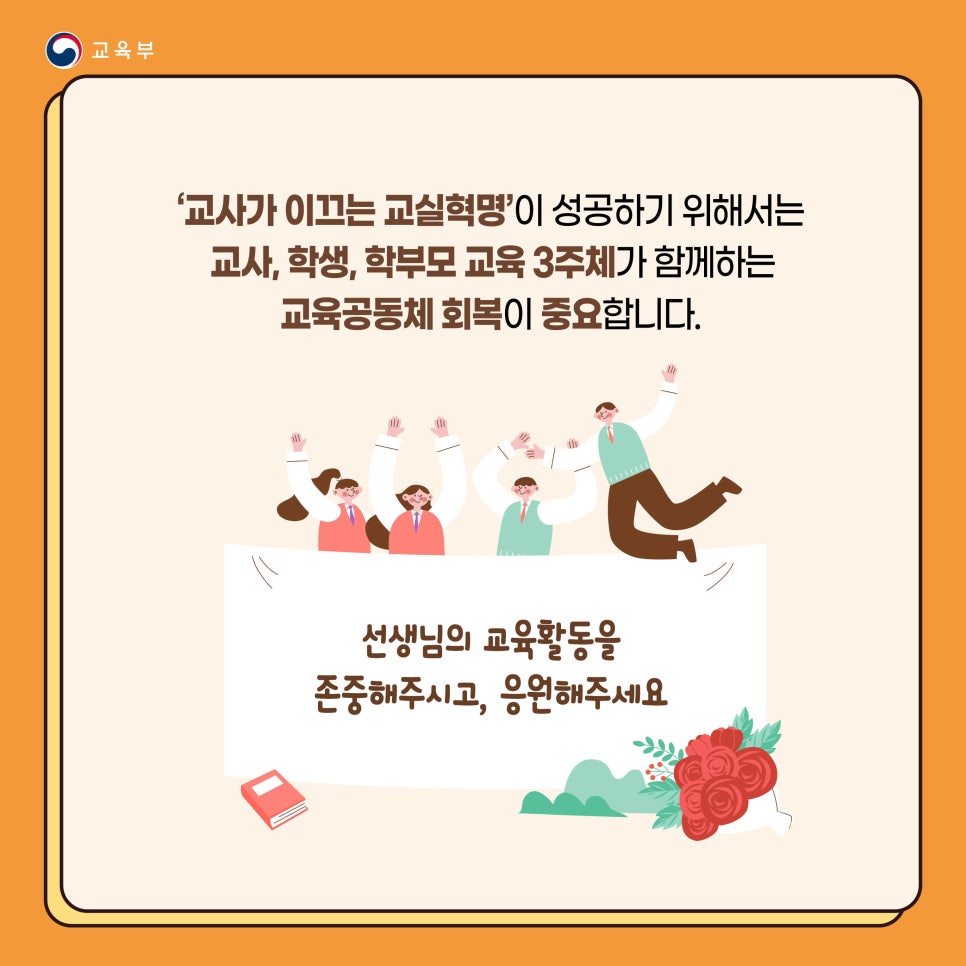 교육부
‘교사가 이끄는 교실혁명’이 성공하기 위해서는
교사, 학생, 학부모 교육 3주체가 함께하는
교육공동체 회복이 중요합니다.
선생님의 교육활동을
존중해주시고, 응원해주세요